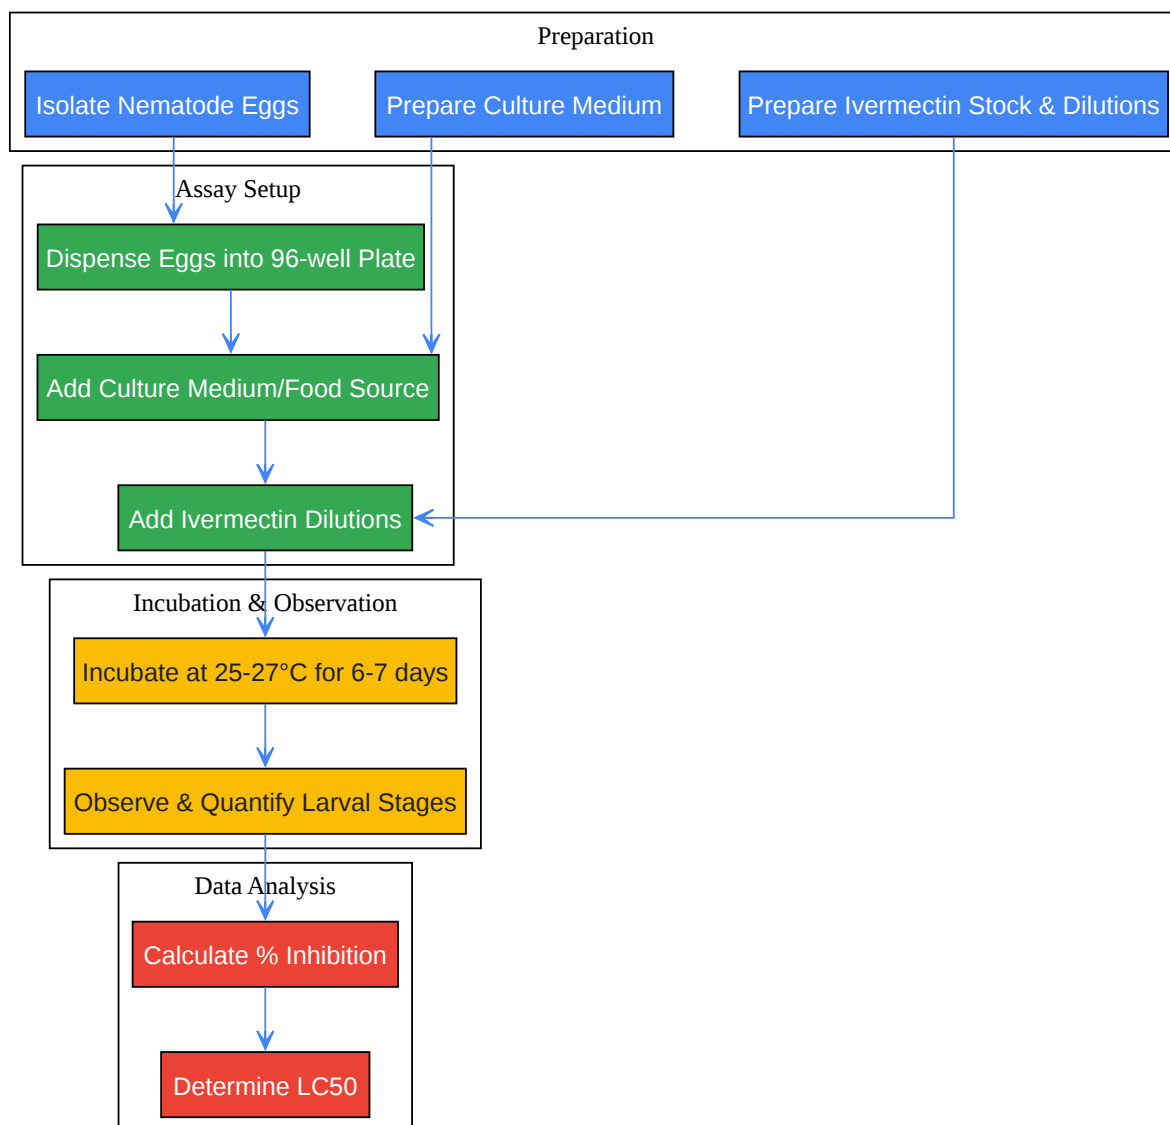 Preparation
Isolate Nematode Eggs
Prepare Culture Medium
Prepare Ivermectin Stock & Dilutions
Assay Setup
Dispense Eggs into 96-well Plate
Add Culture Medium/Food Source
Add Ivermectin Dilutions
Incubation & Observation
Incubate at 25-27°C for 6-7 days
Observe & Quantify Larval Stages
Data Analysis
Calculate % Inhibition
Determine LC50